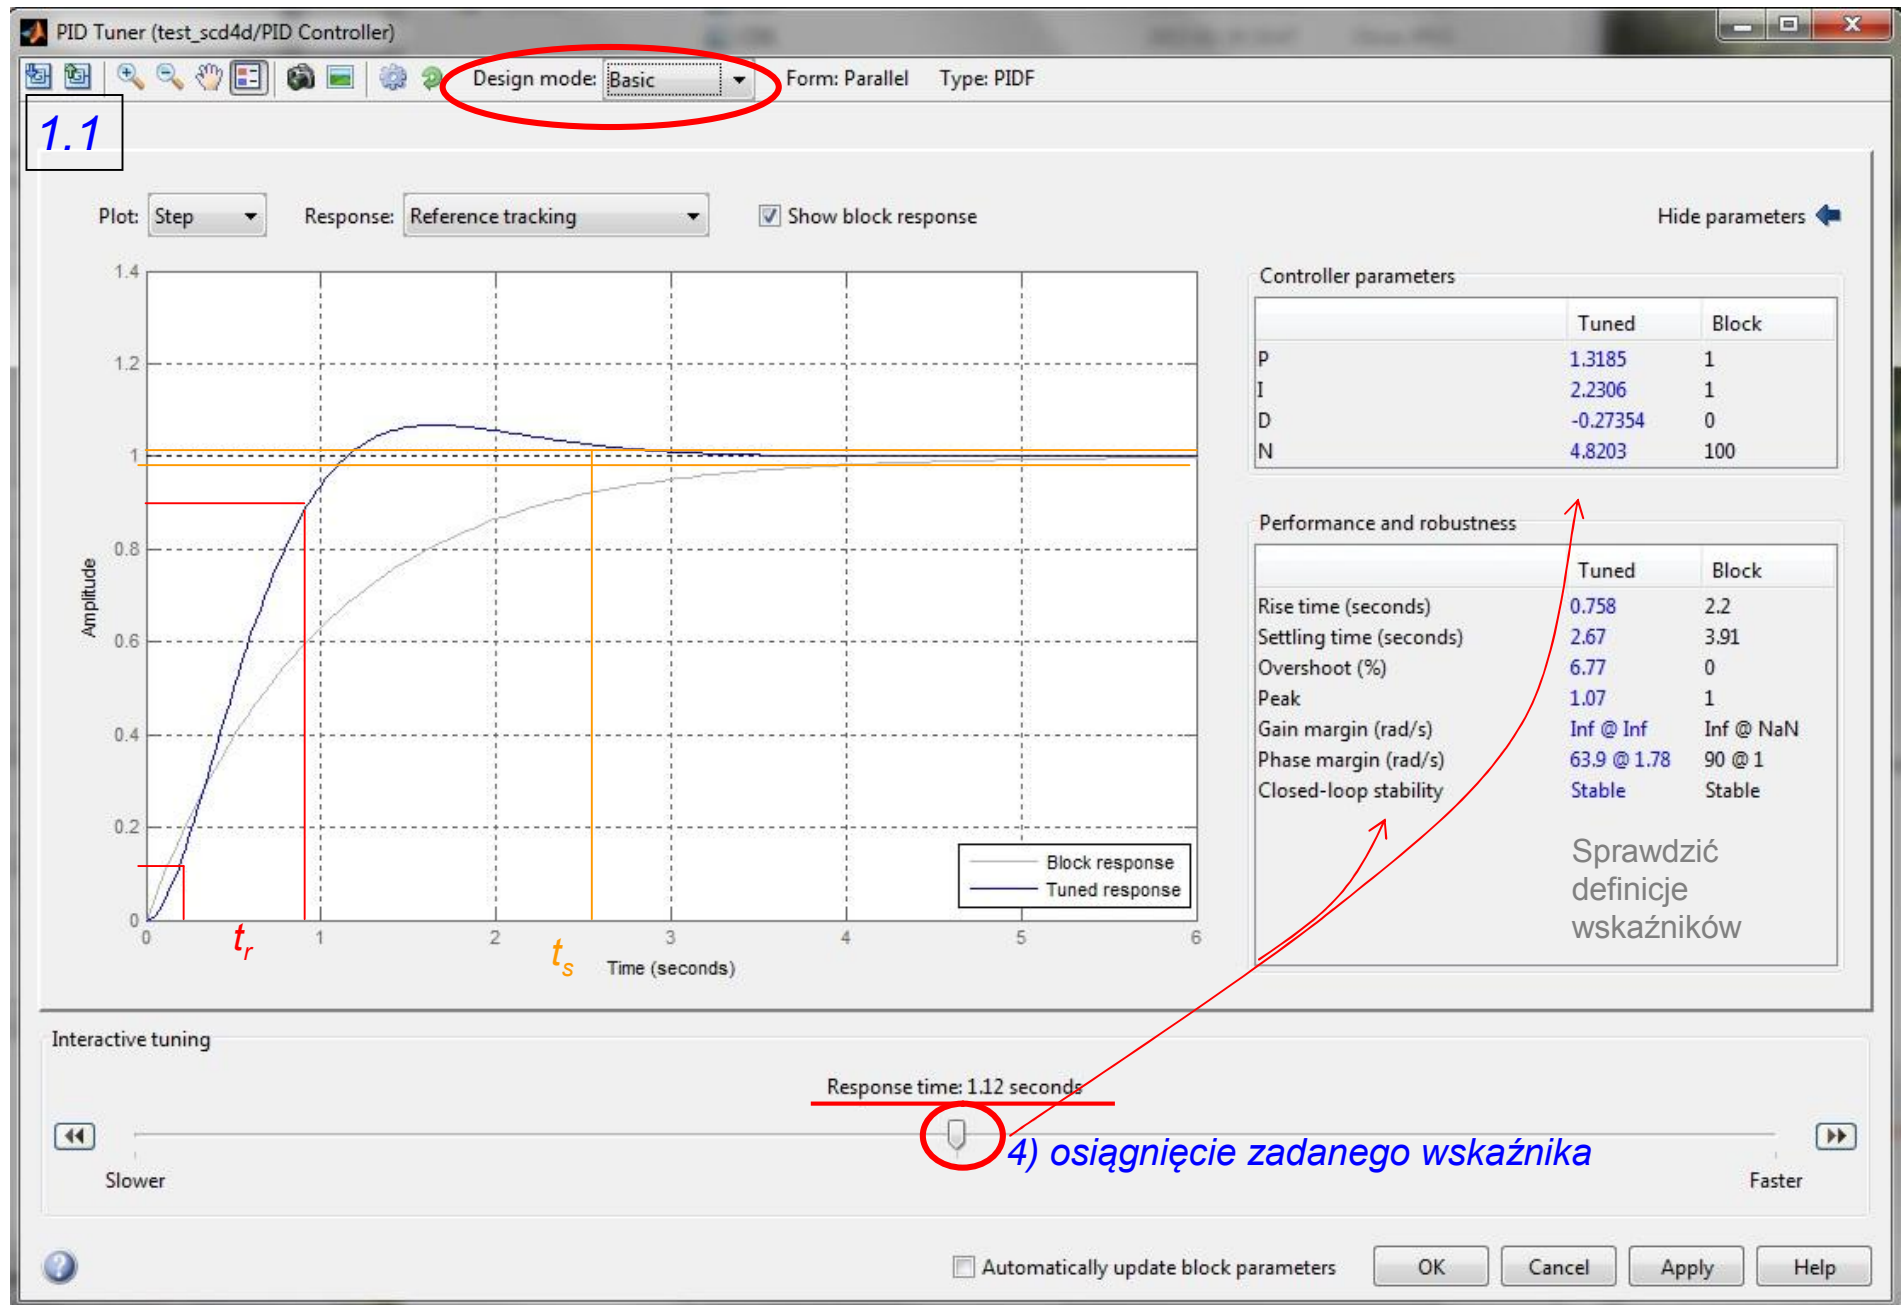 PID Tuner (test_scd4d/PID Controller)
Design mode: Basic Form: Parallel Type: PIDF
1.1
Plot: Step Response: Reference tracking Show block response Hide parameters
1.4
1.2
1
0.8
0.6
0.4
0.2
0
Amplitude
0 1 2 3 4 5 6
t_r
t_s
Time (seconds)
Block response
Tuned response
Controller parameters
Tuned Block
P 1.3185 1
I 2.2306 1
D -0.27354 0
N 4.8203 100
Performance and robustness
Tuned Block
Rise time (seconds) 0.758 2.2
Settling time (seconds) 2.67 3.91
Overshoot (%) 6.77 0
Peak 1.07 1
Gain margin (rad/s) Inf @ Inf Inf @ NaN
Phase margin (rad/s) 63.9 @ 1.78 90 @ 1
Closed-loop stability Stable Stable
Sprawdzić
definicje
wskaźników
Interactive tuning
Response time: 1.12 seconds
4) osiągnięcie zadanego wskaźnika
Slower Faster
Automatically update block parameters OK Cancel Apply Help